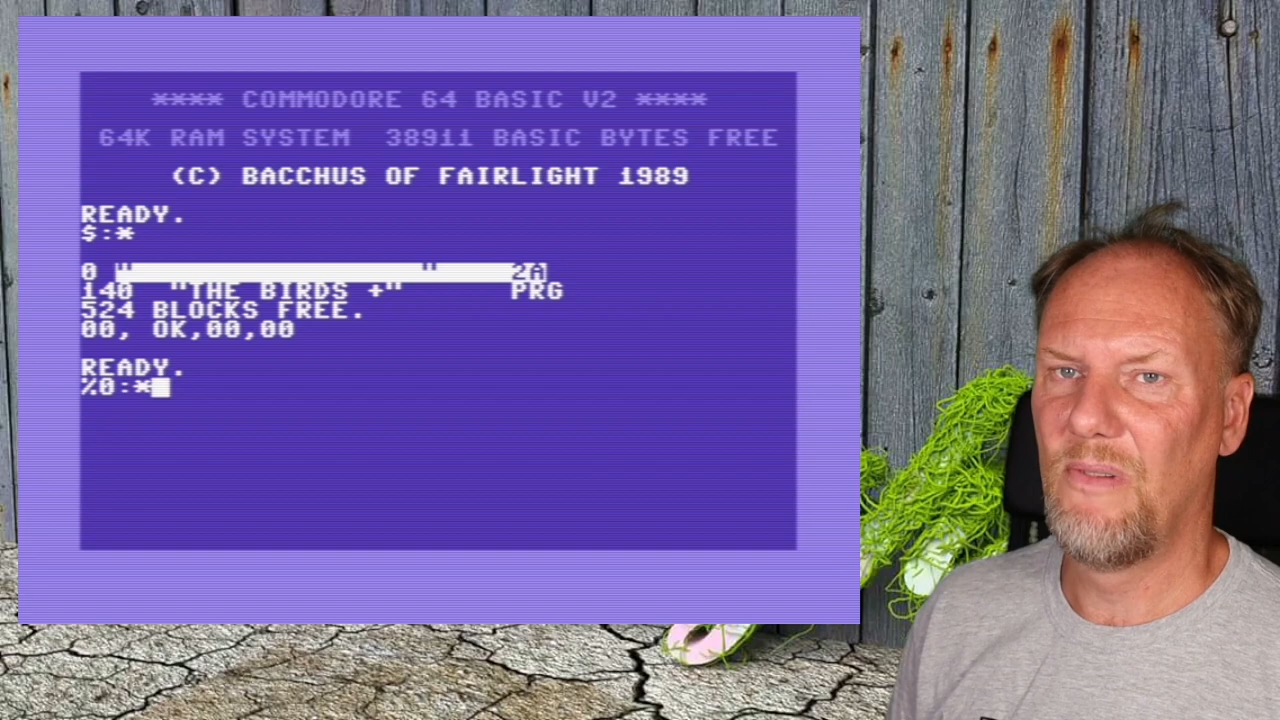 **** COMMODORE 64 BASIC V2 ****
64K RAM SYSTEM  38911 BASIC BYTES FREE
(C) BACCHUS OF FAIRLIGHT 1989
READY.
$:*
0 "                " 2A
140  "THE BIRDS +"      PRG
524 BLOCKS FREE.
00, OK,00,00
READY.
%0:*